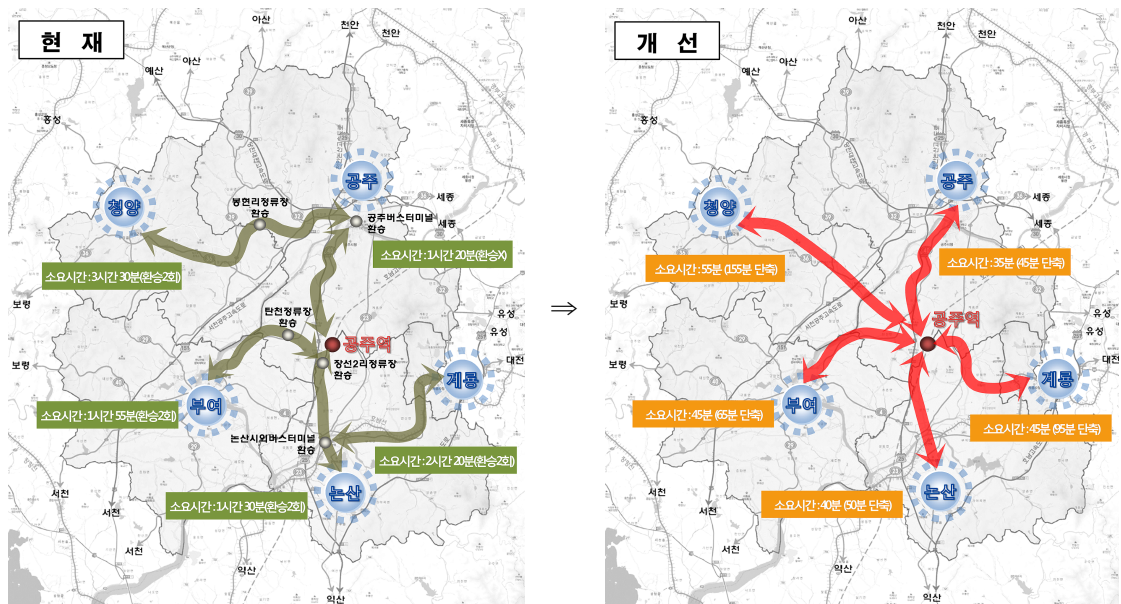 현 재
아산
천안
천안
아산
예산
홍성
공주
청양
봉현리정류장
환승
세종
공주버스터미널
환승
세종
소요시간 : 1시간 20분(환승X)
소요시간 : 3시간 30분(환승2회)
보령
탄천정류장
환승
유성
유성
공주역
장선2리정류장
환승
대전
보령
계룡
부여
소요시간 : 1시간 55분(환승2회)
논산시외버스터미널
환승
소요시간 : 2시간 20분(환승2회)
서천
논산
소요시간 : 1시간 30분(환승2회)
서천
익산
익산
⇒
개 선
아산
천안
천안
아산
예산
홍성
공주
청양
세종
세종
소요시간 : 35분 (45분 단축)
소요시간 : 55분 (155분 단축)
보령
유성
유성
공주역
대전
보령
계룡
부여
소요시간 : 45분 (65분 단축)
소요시간 : 45분 (95분 단축)
서천
논산
소요시간 : 40분 (50분 단축)
서천
익산
익산